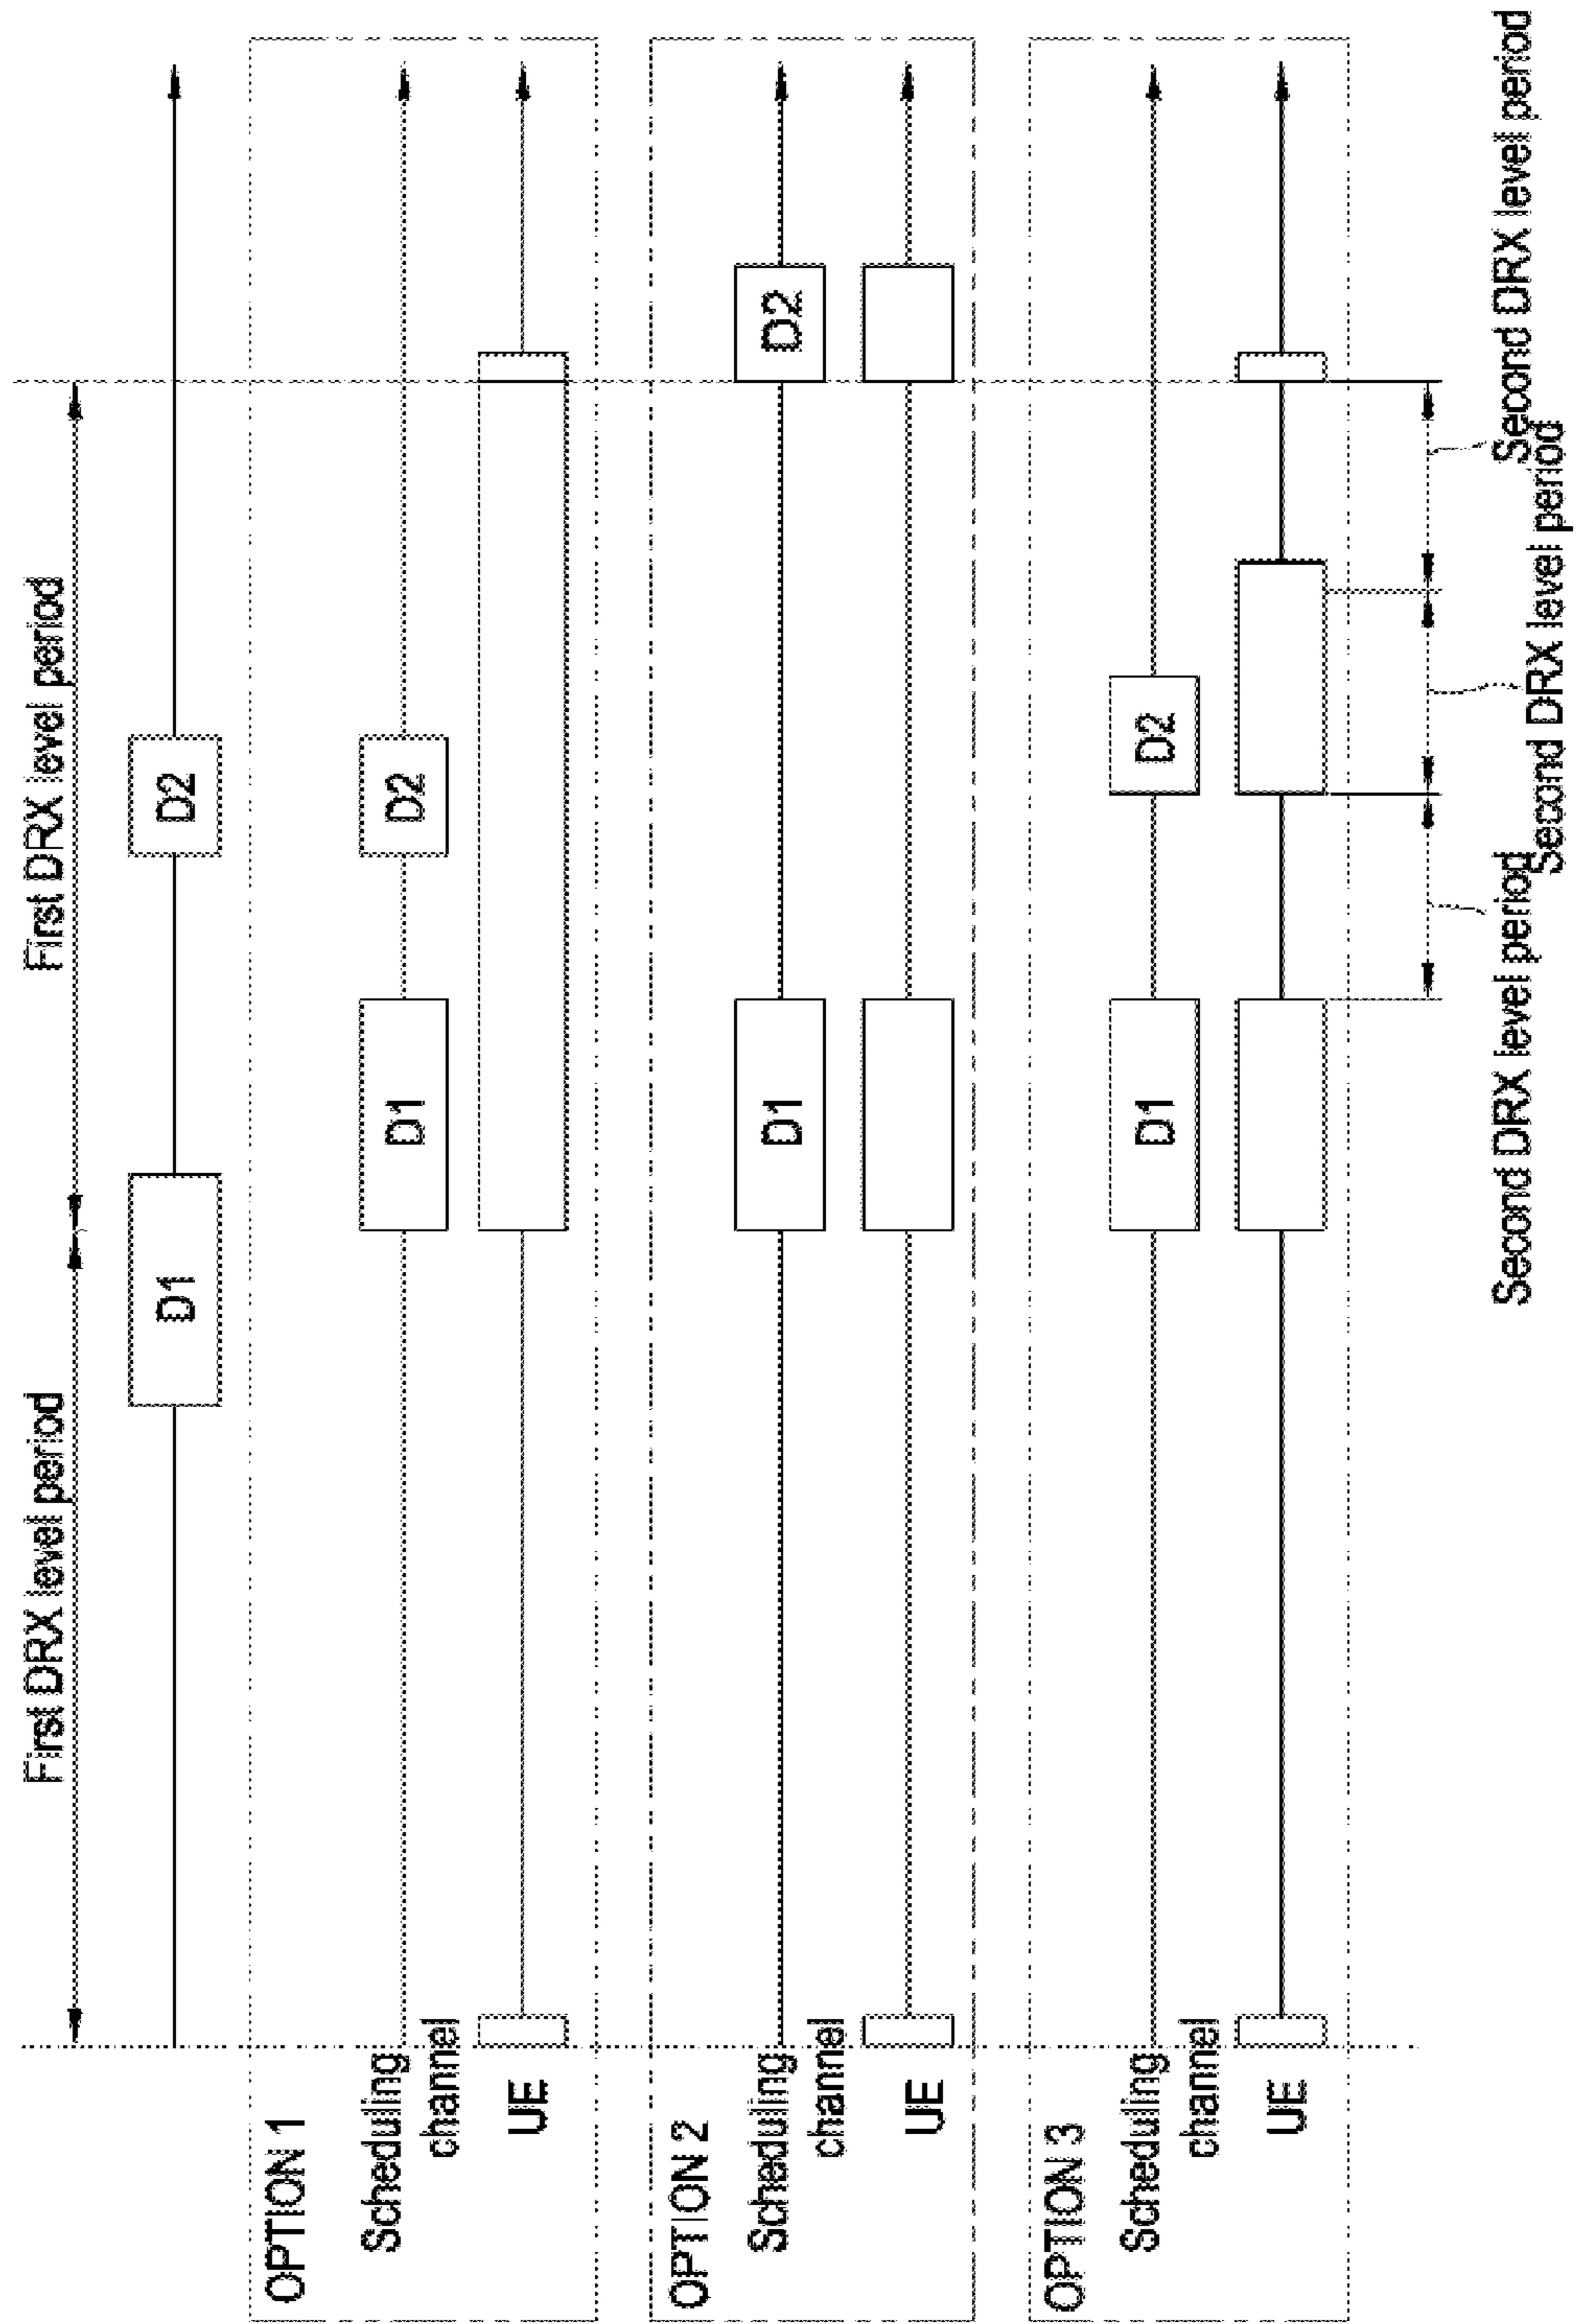 First DRX level period
First DRX level period
D1
D2
OPTION 1
Scheduling
channel
D1
D2
UE
OPTION 2
Scheduling
channel
D1
D2
UE
OPTION 3
Scheduling
channel
D1
D2
UE
Second DRX level period
Second DRX level period
Second DRX level period